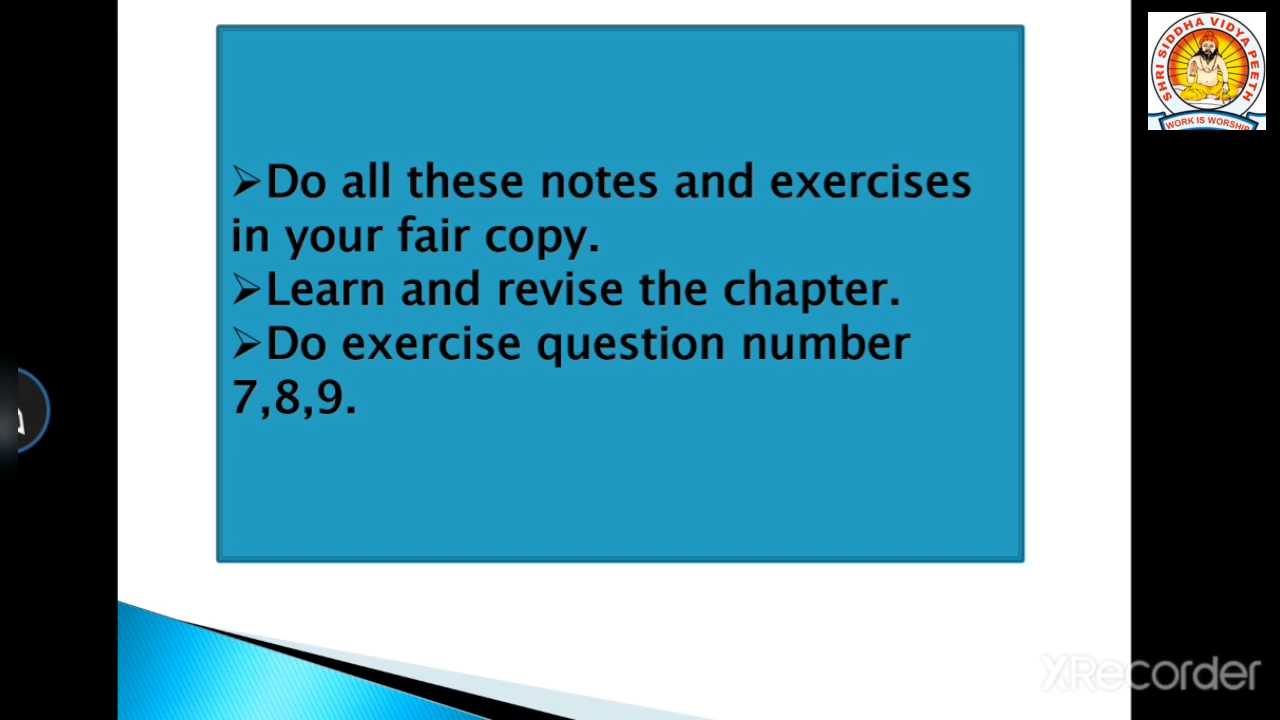 SHRI SIDDHA VIDYA PEETH
WORK IS WORSHIP
➢Do all these notes and exercises
in your fair copy.
➢Learn and revise the chapter.
➢Do exercise question number
7,8,9.
XRecorder